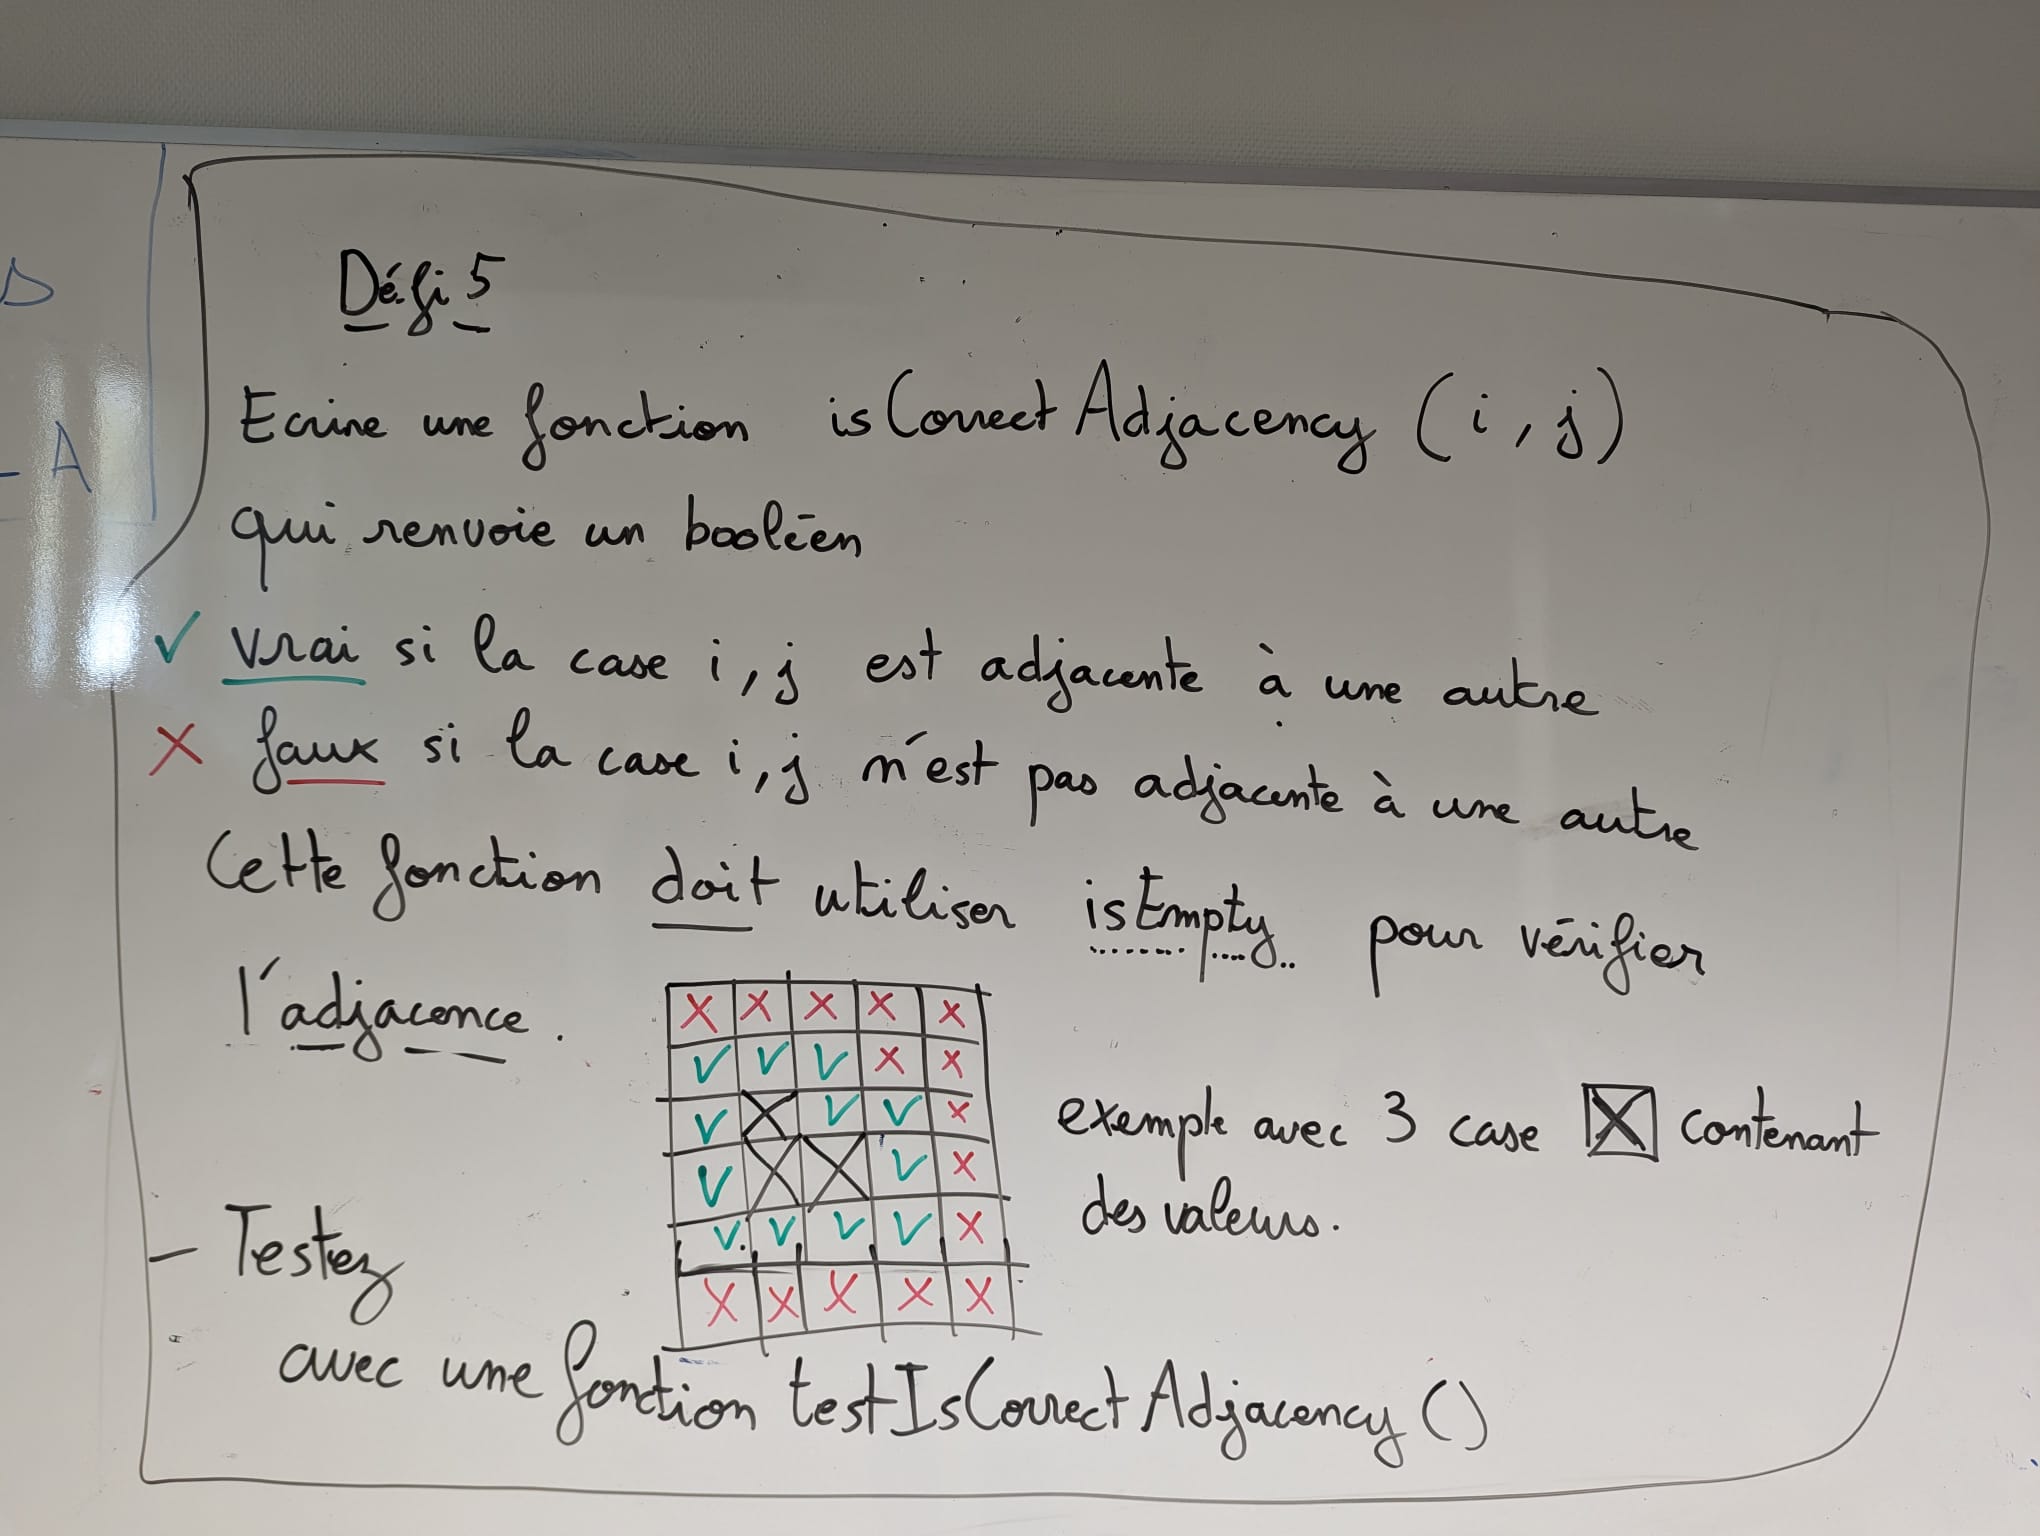 Défi 5
Ecrire une fonction isCorrectAdjacency (i, j)
qui renvoie un booléen
✓ vrai si la case i, j est adjacente à une autre
X faux si la case i, j n'est pas adjacente à une autre
Cette fonction doit utiliser isEmpty pour vérifier
l'adjacence.
X X X X X
✓ ✓ ✓ X X
✓ X ✓ ✓ X
✓ X X ✓ X
✓ ✓ ✓ ✓ X
X X X X X
exemple avec 3 case X contenant
des valeurs.
- Testez
avec une fonction testIsCorrectAdjacency ()
A